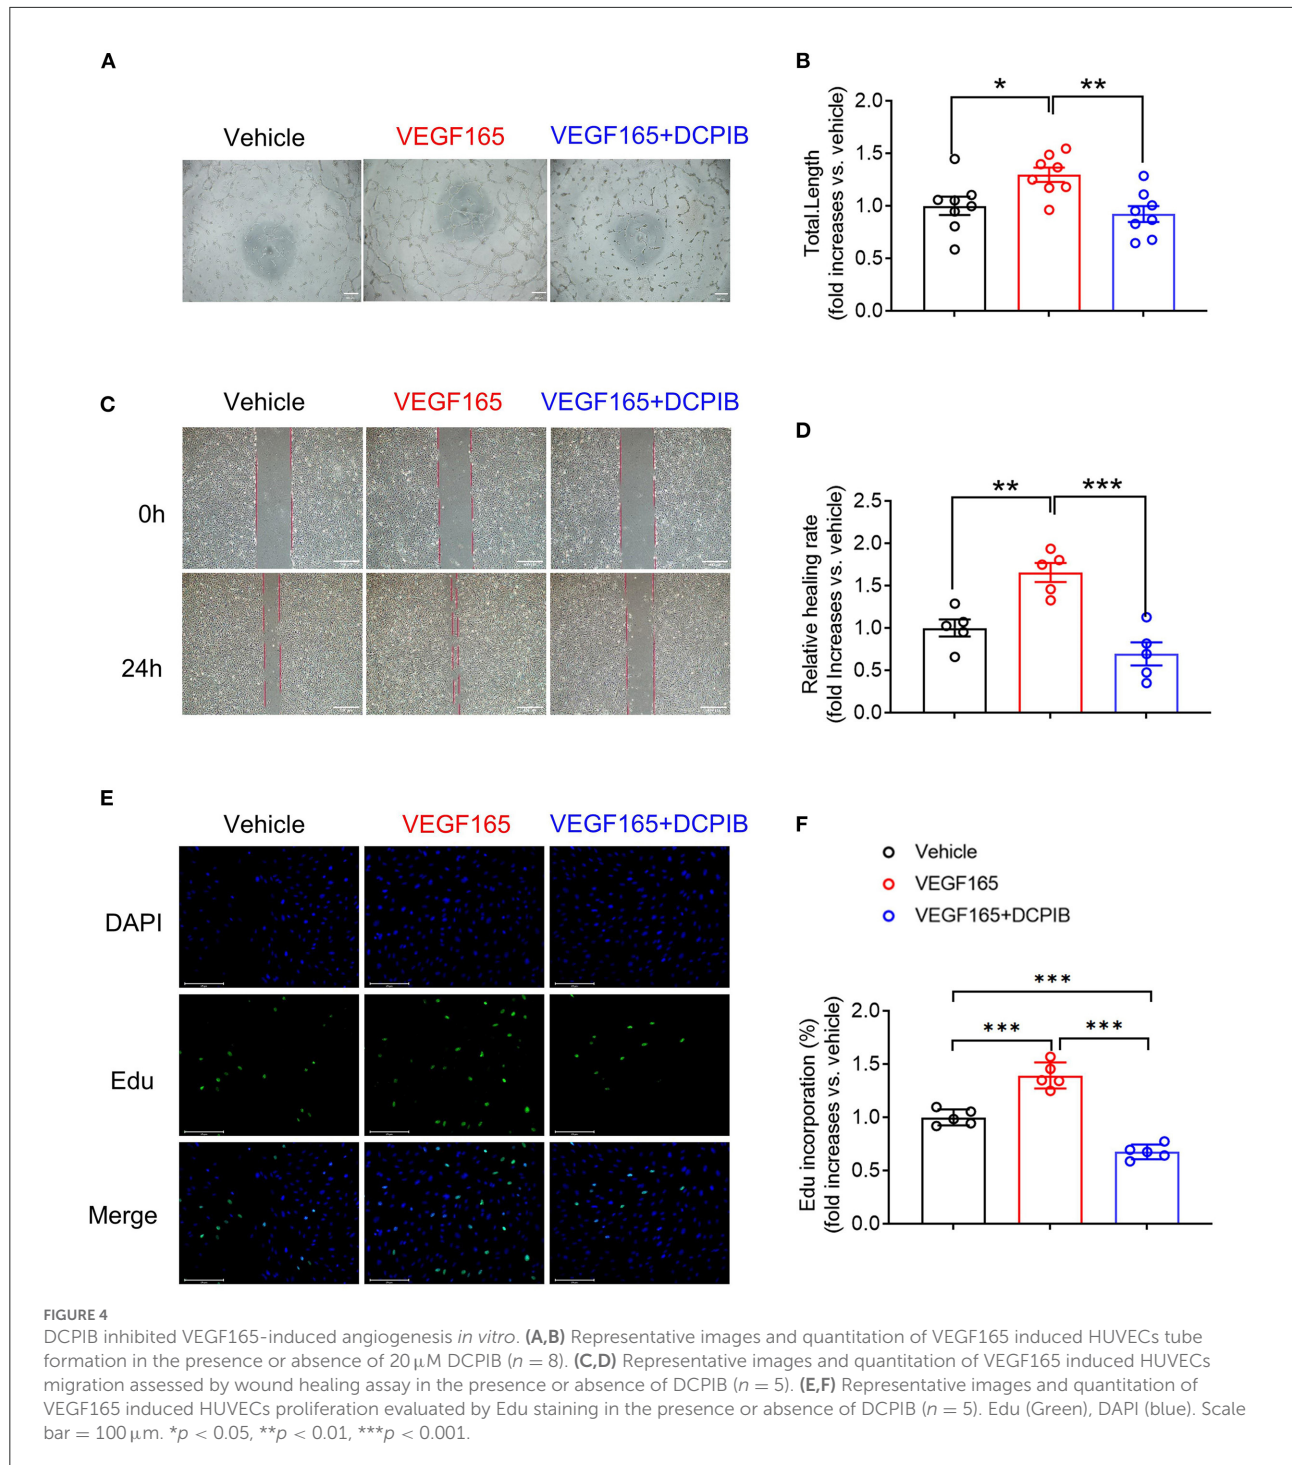 A
Vehicle
VEGF165
VEGF165+DCPIB
B
Total.Length
(fold increases vs. vehicle)
2.0
1.5
1.0
0.5
0.0
*
**
C
Vehicle
VEGF165
VEGF165+DCPIB
0h
24h
D
Relative healing rate
(fold Increases vs. vehicle)
2.5
2.0
1.5
1.0
0.5
0.0
**
***
E
Vehicle
VEGF165
VEGF165+DCPIB
DAPI
Edu
Merge
F
Vehicle
VEGF165
VEGF165+DCPIB
Edu incorporation (%)
(fold increases vs. vehicle)
2.0
1.5
1.0
0.5
0.0
***
***
***
FIGURE 4
DCPIB inhibited VEGF165-induced angiogenesis in vitro. (A,B) Representative images and quantitation of VEGF165 induced HUVECs tube
formation in the presence or absence of 20 μM DCPIB (n = 8). (C,D) Representative images and quantitation of VEGF165 induced HUVECs
migration assessed by wound healing assay in the presence or absence of DCPIB (n = 5). (E,F) Representative images and quantitation of
VEGF165 induced HUVECs proliferation evaluated by Edu staining in the presence or absence of DCPIB (n = 5). Edu (Green), DAPI (blue). Scale
bar = 100 μm. *p < 0.05, **p < 0.01, ***p < 0.001.